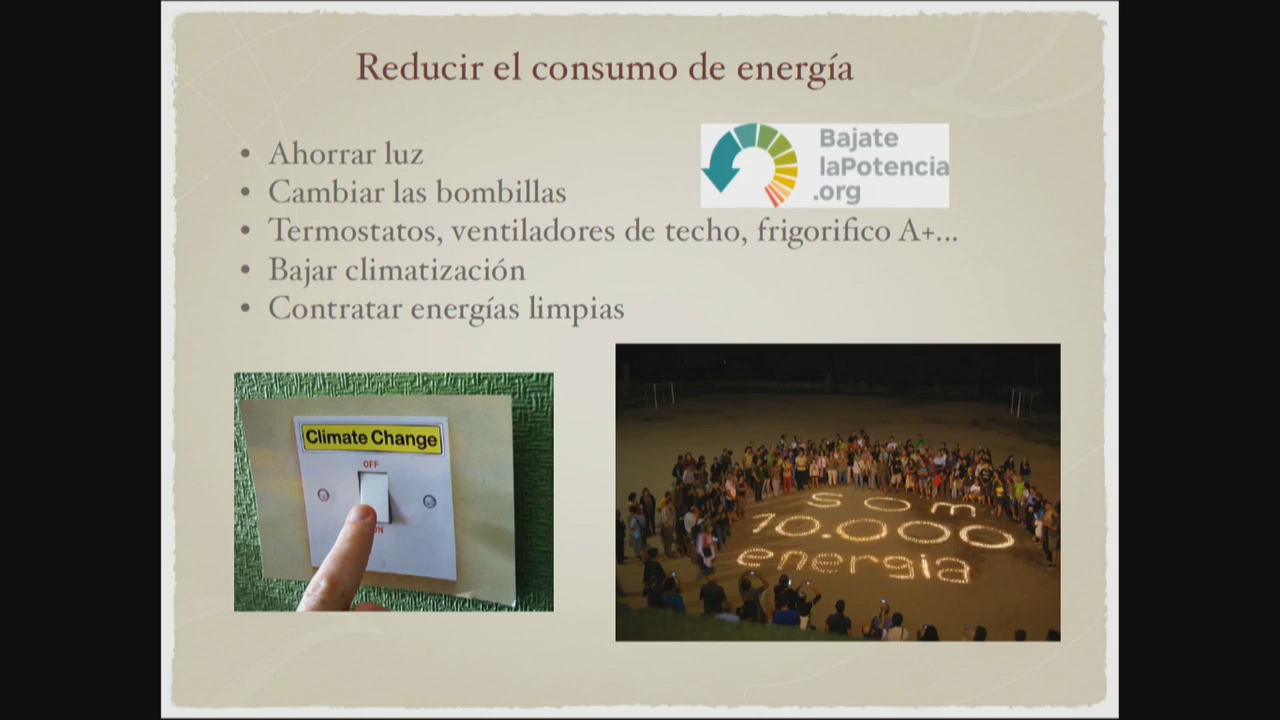 Reducir el consumo de energía
• Ahorrar luz
• Cambiar las bombillas
• Termostatos, ventiladores de techo, frigorifico A+...
• Bajar climatización
• Contratar energías limpias
Bajate
laPotencia
.org
Climate Change
OFF
ON
som
10.000
energia